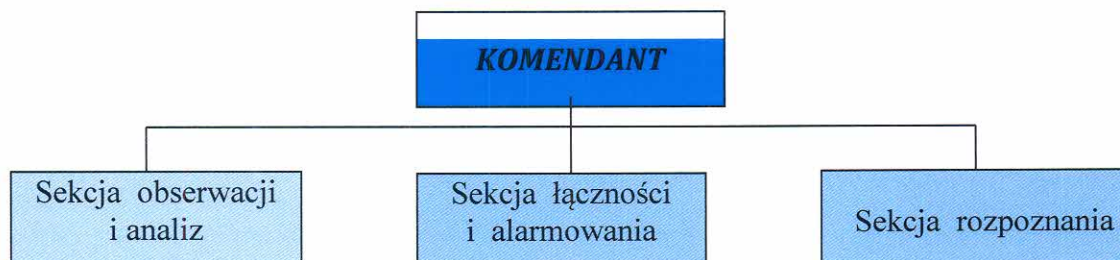 KOMENDANT
Sekcja obserwacji
i analiz
Sekcja łączności
i alarmowania
Sekcja rozpoznania